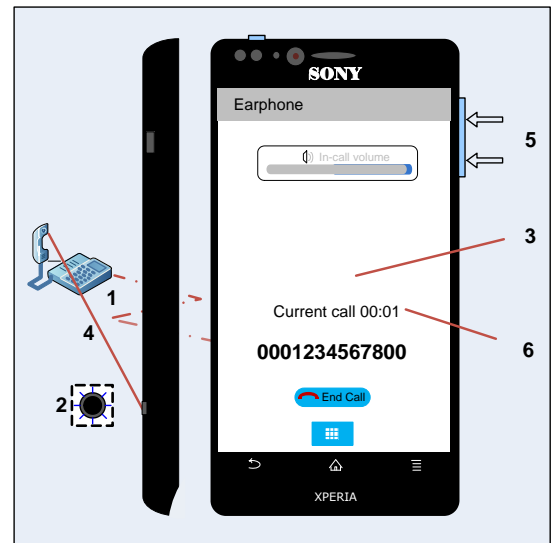 SONY
Earphone
In-call volume
5
3
1
Current call 00:01
4
6
0001234567800
End Call
2
XPERIA